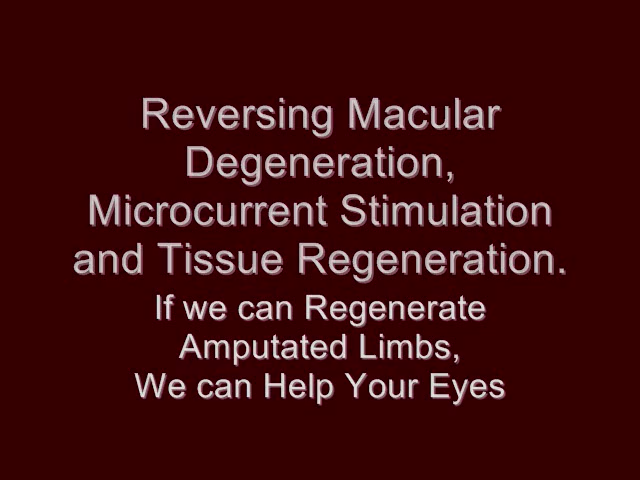 Reversing Macular
Degeneration,
Microcurrent Stimulation
and Tissue Regeneration.
If we can Regenerate
Amputated Limbs,
We can Help Your Eyes